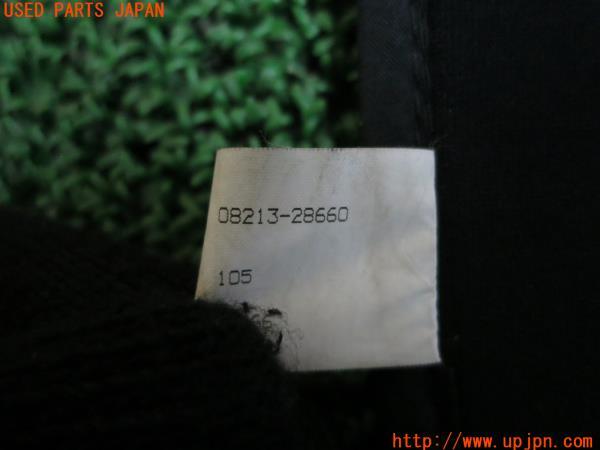 USED PARTS JAPAN
08213-28660
105
http://www.upjpn.com/